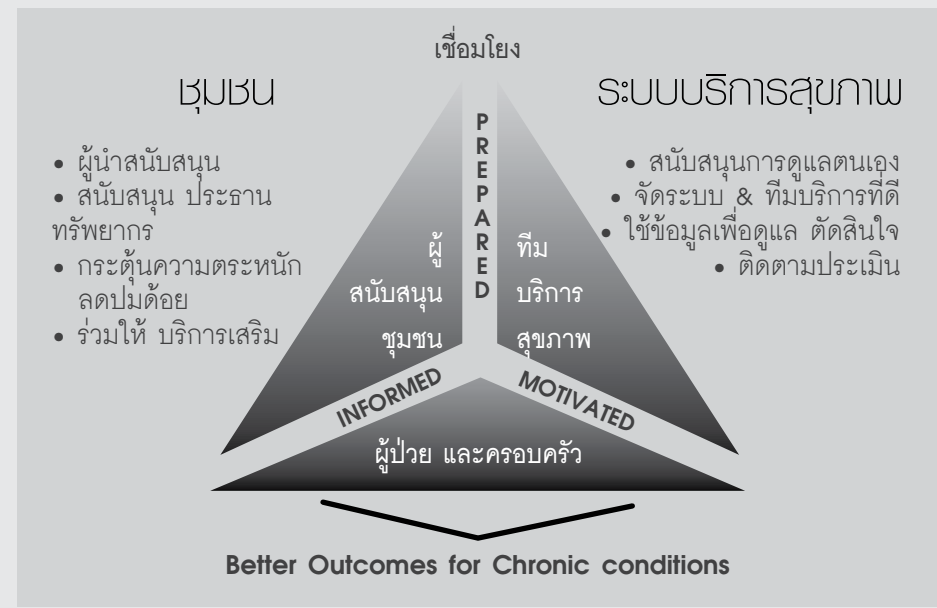 เชื่อมโยง
ชุมชน
• ผู้นำสนับสนุน
• สนับสนุน ประธาน
ทรัพยากร
• กระตุ้นความตระหนัก
ลดปมด้อย
• ร่วมให้ บริการเสริม
ระบบบริการสุขภาพ
• สนับสนุนการดูแลตนเอง
• จัดระบบ & ทีมบริการที่ดี
• ใช้ข้อมูลเพื่อดูแล ตัดสินใจ
• ติดตามประเมิน
PREPARED
ผู้
สนับสนุน
ชุมชน
ทีม
บริการ
สุขภาพ
INFORMED
MOTIVATED
ผู้ป่วย และครอบครัว
Better Outcomes for Chronic conditions